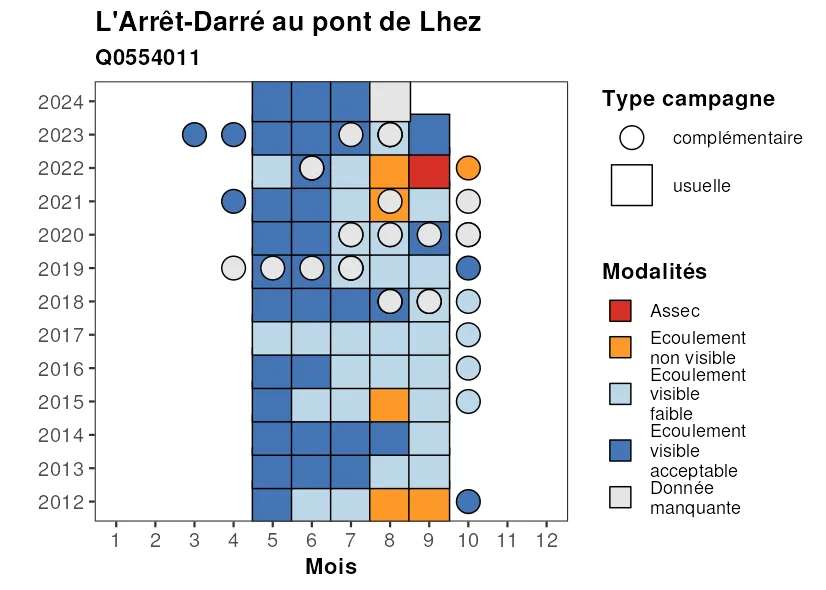 L'Arrêt-Darré au pont de Lhez
Q0554011
2024
2023
2022
2021
2020
2019
2018
2017
2016
2015
2014
2013
2012
1 2 3 4 5 6 7 8 9 10 11 12
Mois
Type campagne
complémentaire
usuelle
Modalités
Assec
Ecoulement
non visible
Ecoulement
visible
faible
Ecoulement
visible
acceptable
Donnée
manquante